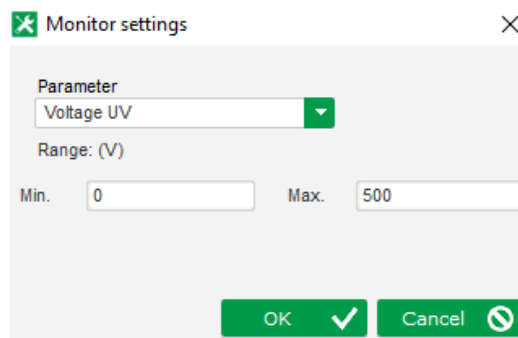 Monitor settings
Parameter
Voltage UV
Range: (V)
Min. 0 Max. 500
OK Cancel